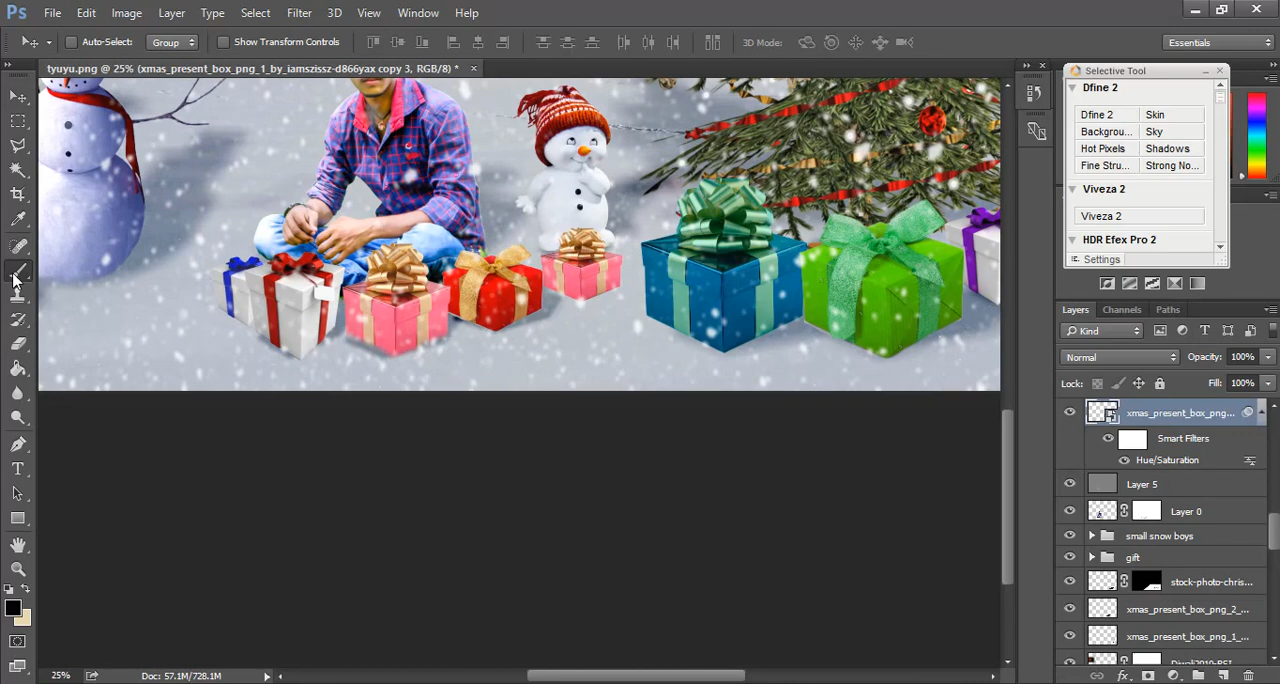 Ps File Edit Image Layer Type Select Filter 3D View Window Help
Auto-Select: Group Show Transform Controls 3D Mode: Essentials
tyuyu.png @ 25% (xmas_present_box_png_1_by_iamszissz-d866yax copy 3, RGB/8) *
Selective Tool
Dfine 2
Dfine 2 Skin
Backgrou... Sky
Hot Pixels Shadows
Fine Stru... Strong No...
Viveza 2
Viveza 2
HDR Efex Pro 2
Settings
Layers Channels Paths
Kind
Normal Opacity: 100%
Lock: Fill: 100%
xmas_present_box_png...
Smart Filters
Hue/Saturation
Layer 5
Layer 0
small snow boys
gift
stock-photo-chris...
xmas_present_box_png_2_...
xmas_present_box_png_1_...
25% Doc: 57.1M/728.1M